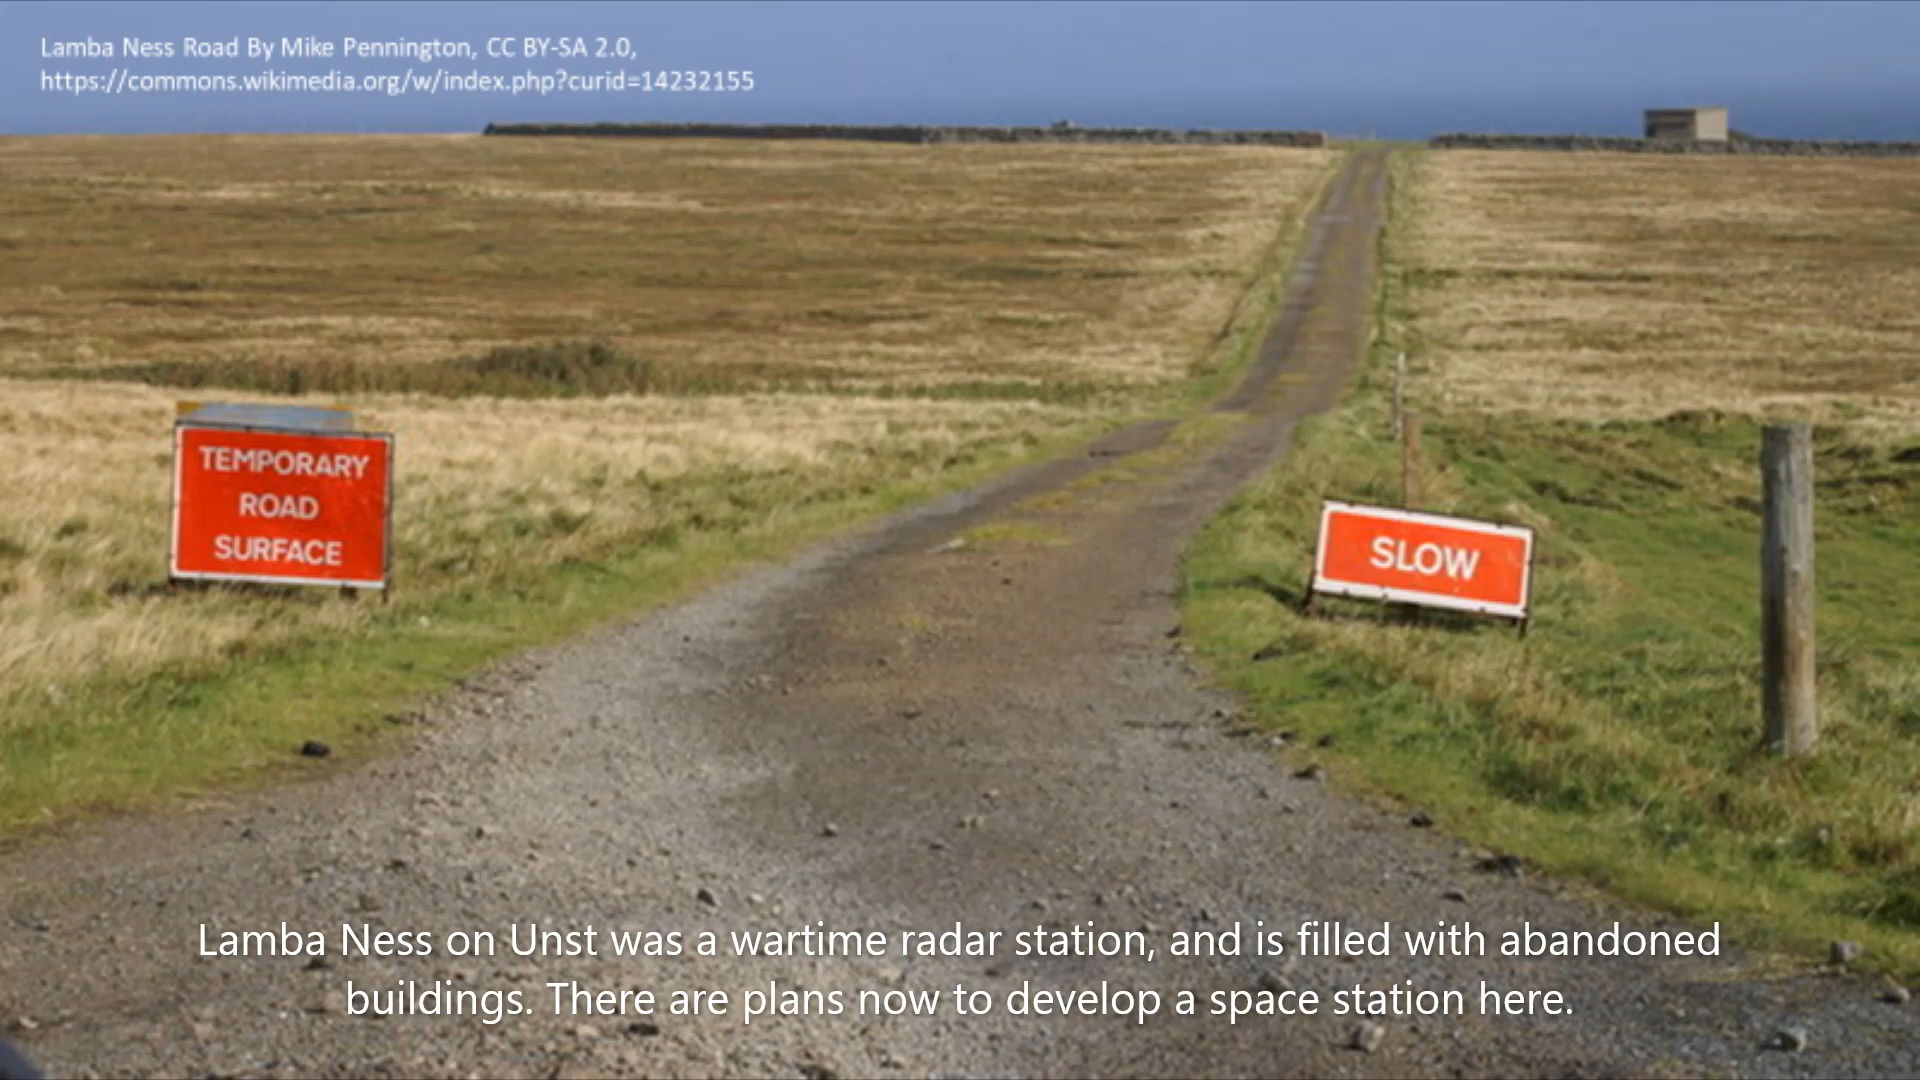 Lamba Ness Road By Mike Pennington, CC BY-SA 2.0,
https://commons.wikimedia.org/w/index.php?curid=14232155
TEMPORARY
ROAD
SURFACE
SLOW
Lamba Ness on Unst was a wartime radar station, and is filled with abandoned
buildings. There are plans now to develop a space station here.